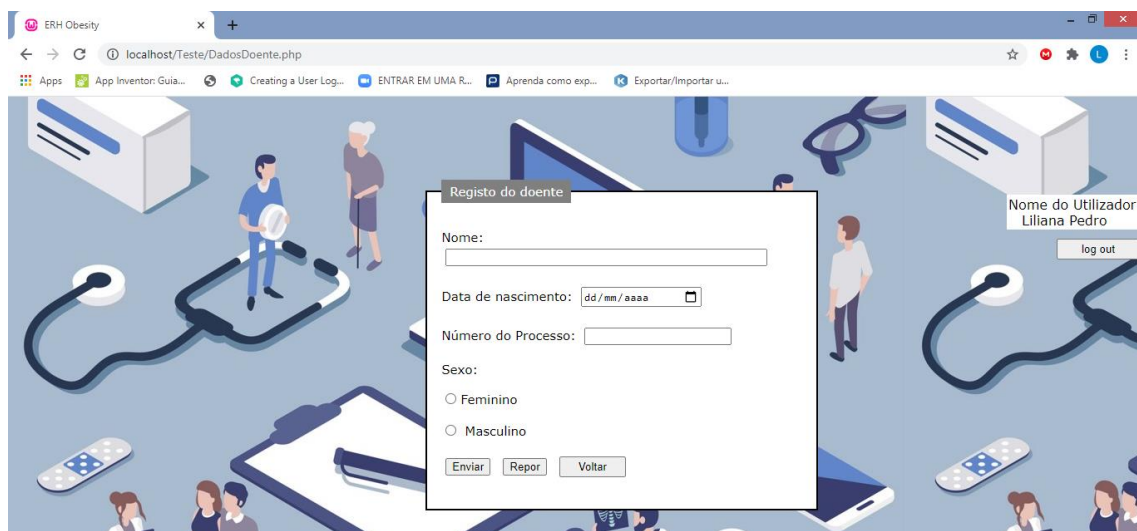 ERH Obesity
localhost/Teste/DadosDoente.php
L
Apps App Inventor: Guia... Creating a User Log... ENTRAR EM UMA R... Aprenda como exp... Exportar/Importar u...
Registo do doente
Nome do Utilizador
Liliana Pedro
log out
Nome:
Data de nascimento: dd/mm/aaaa
Número do Processo:
Sexo:
Feminino
Masculino
Enviar Repor Voltar